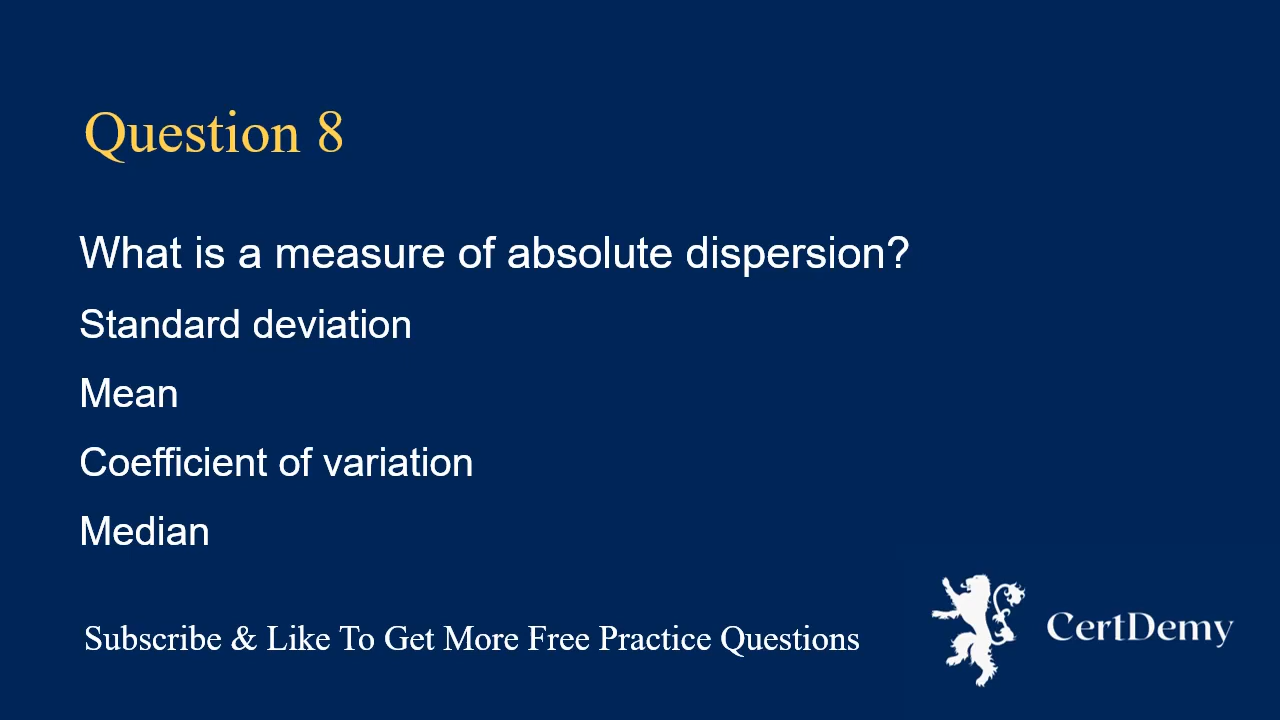 Question 8
What is a measure of absolute dispersion?
Standard deviation
Mean
Coefficient of variation
Median
Subscribe & Like To Get More Free Practice Questions
CertDemy